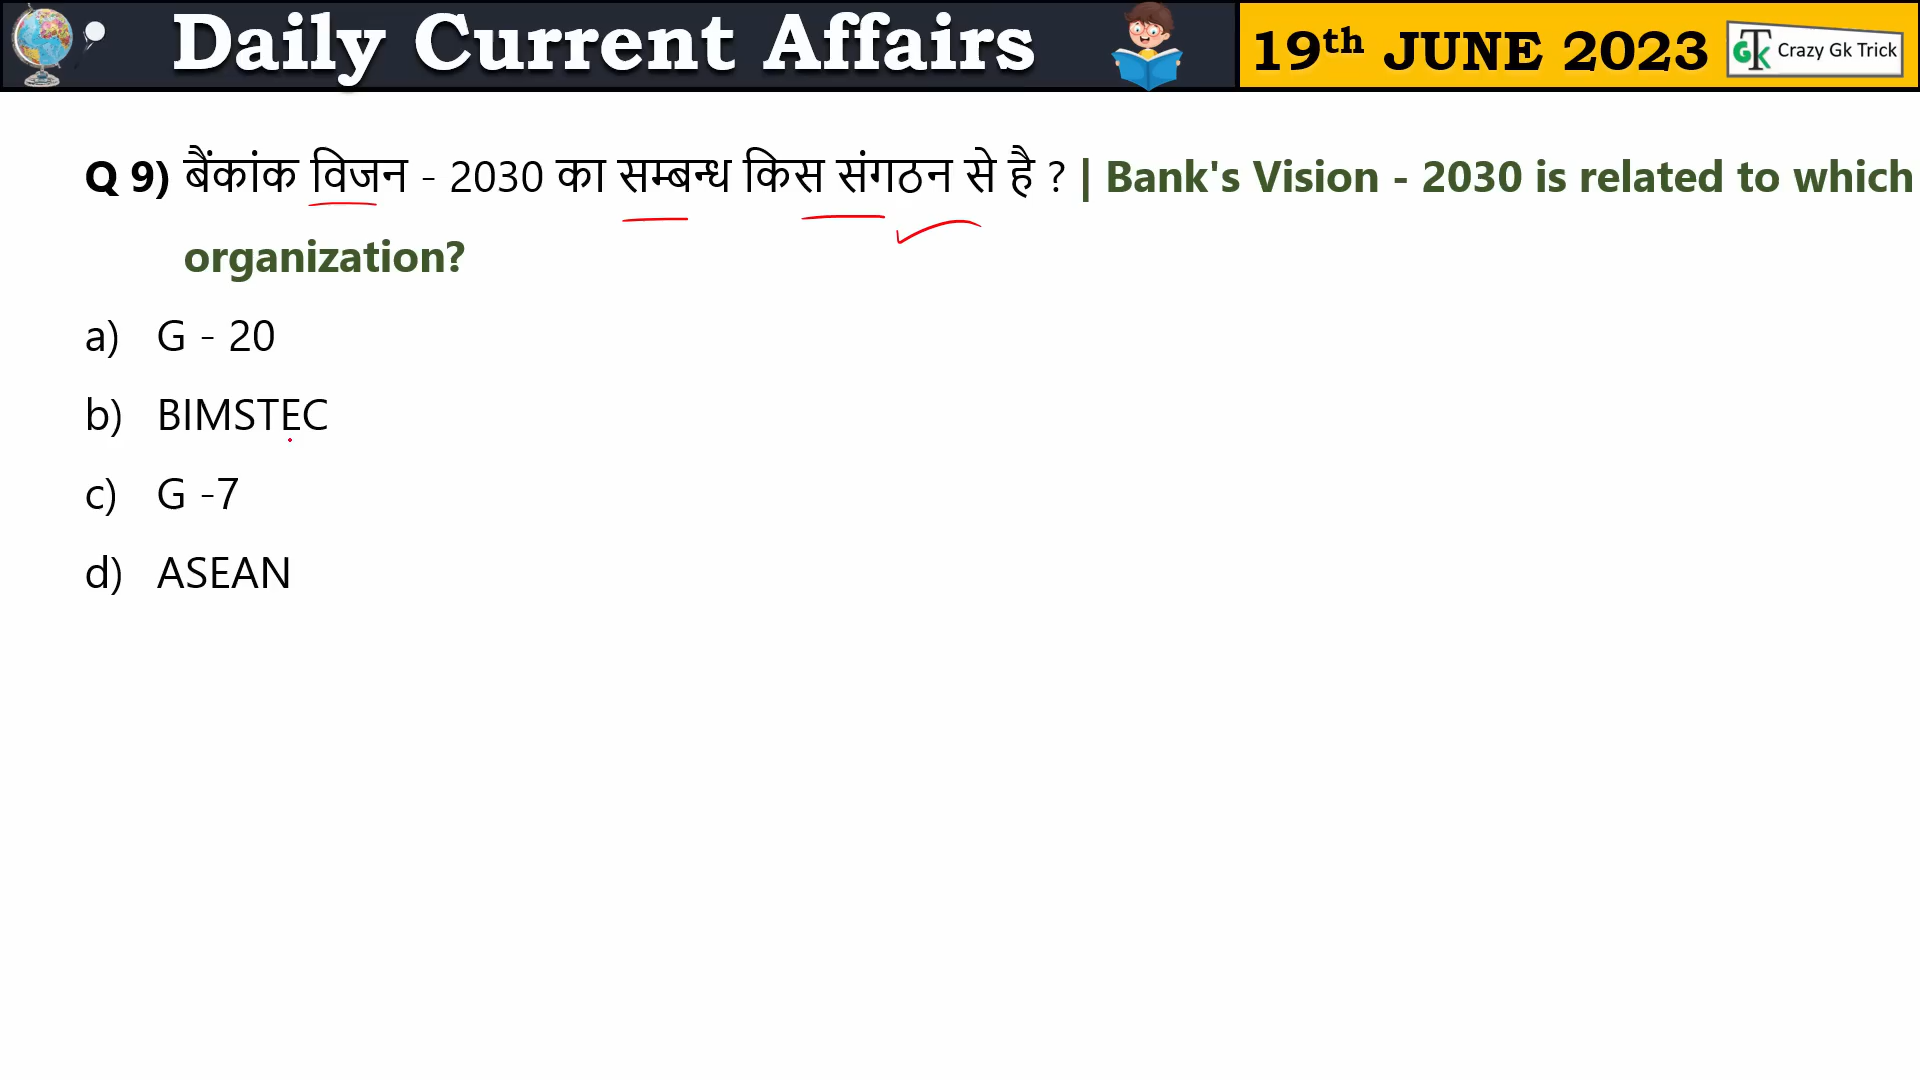 Daily Current Affairs
19th JUNE 2023
GTK Crazy Gk Trick
Q 9) बैंकांक विजन - 2030 का सम्बन्ध किस संगठन से है ? | Bank's Vision - 2030 is related to which
organization?
a) G - 20
b) BIMSTEC
c) G -7
d) ASEAN